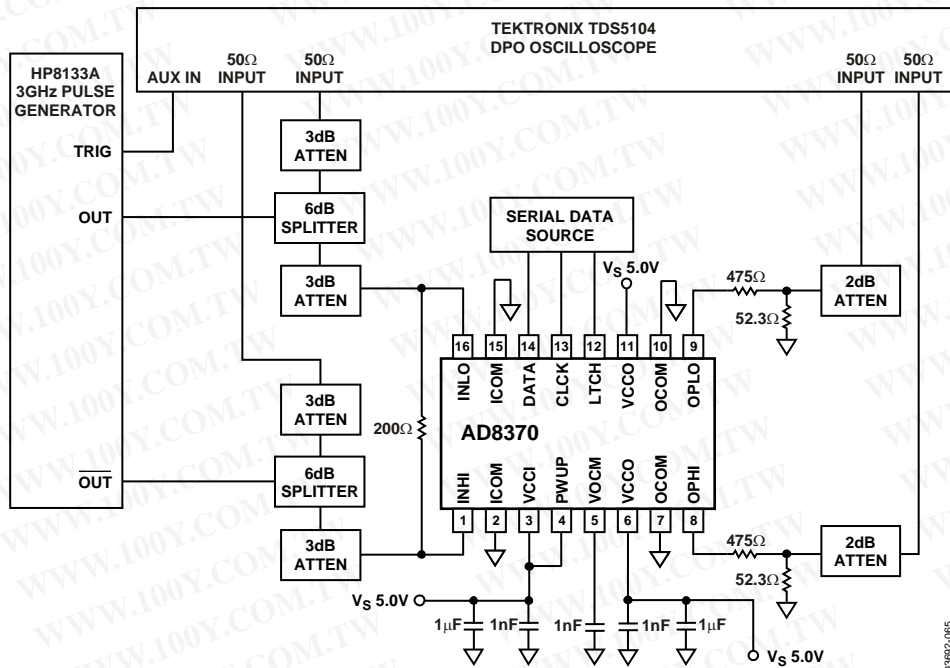 TEKTRONIX TDS5104
DPO OSCILLOSCOPE
AUX IN
50Ω
INPUT
50Ω
INPUT
50Ω
INPUT
50Ω
INPUT
HP8133A
3GHz PULSE
GENERATOR
TRIG
OUT
OUT
3dB
ATTEN
6dB
SPLITTER
3dB
ATTEN
SERIAL DATA
SOURCE
VS 5.0V
475Ω
52.3Ω
2dB
ATTEN
16 15 14 13 12 11 10 9
INLO ICOM DATA CLCK LTCH VCCO OCOM OPLO
AD8370
INHI ICOM VCCI PWUP VOCM VCCO OCOM OPHI
1 2 3 4 5 6 7 8
200Ω
3dB
ATTEN
6dB
SPLITTER
3dB
ATTEN
475Ω
52.3Ω
2dB
ATTEN
VS 5.0V
1µF 1nF 1nF 1nF 1µF
VS 5.0V
WWW.100Y.COM.TW